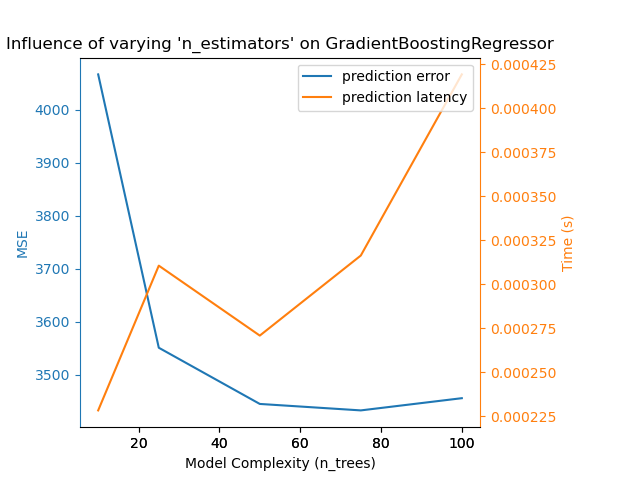 Influence of varying 'n_estimators' on GradientBoostingRegressor
prediction error
prediction latency
4000
3900
3800
3700
3600
3500
MSE
0.000425
0.000400
0.000375
0.000350
0.000325
0.000300
0.000275
0.000250
0.000225
Time (s)
20 40 60 80 100
Model Complexity (n_trees)